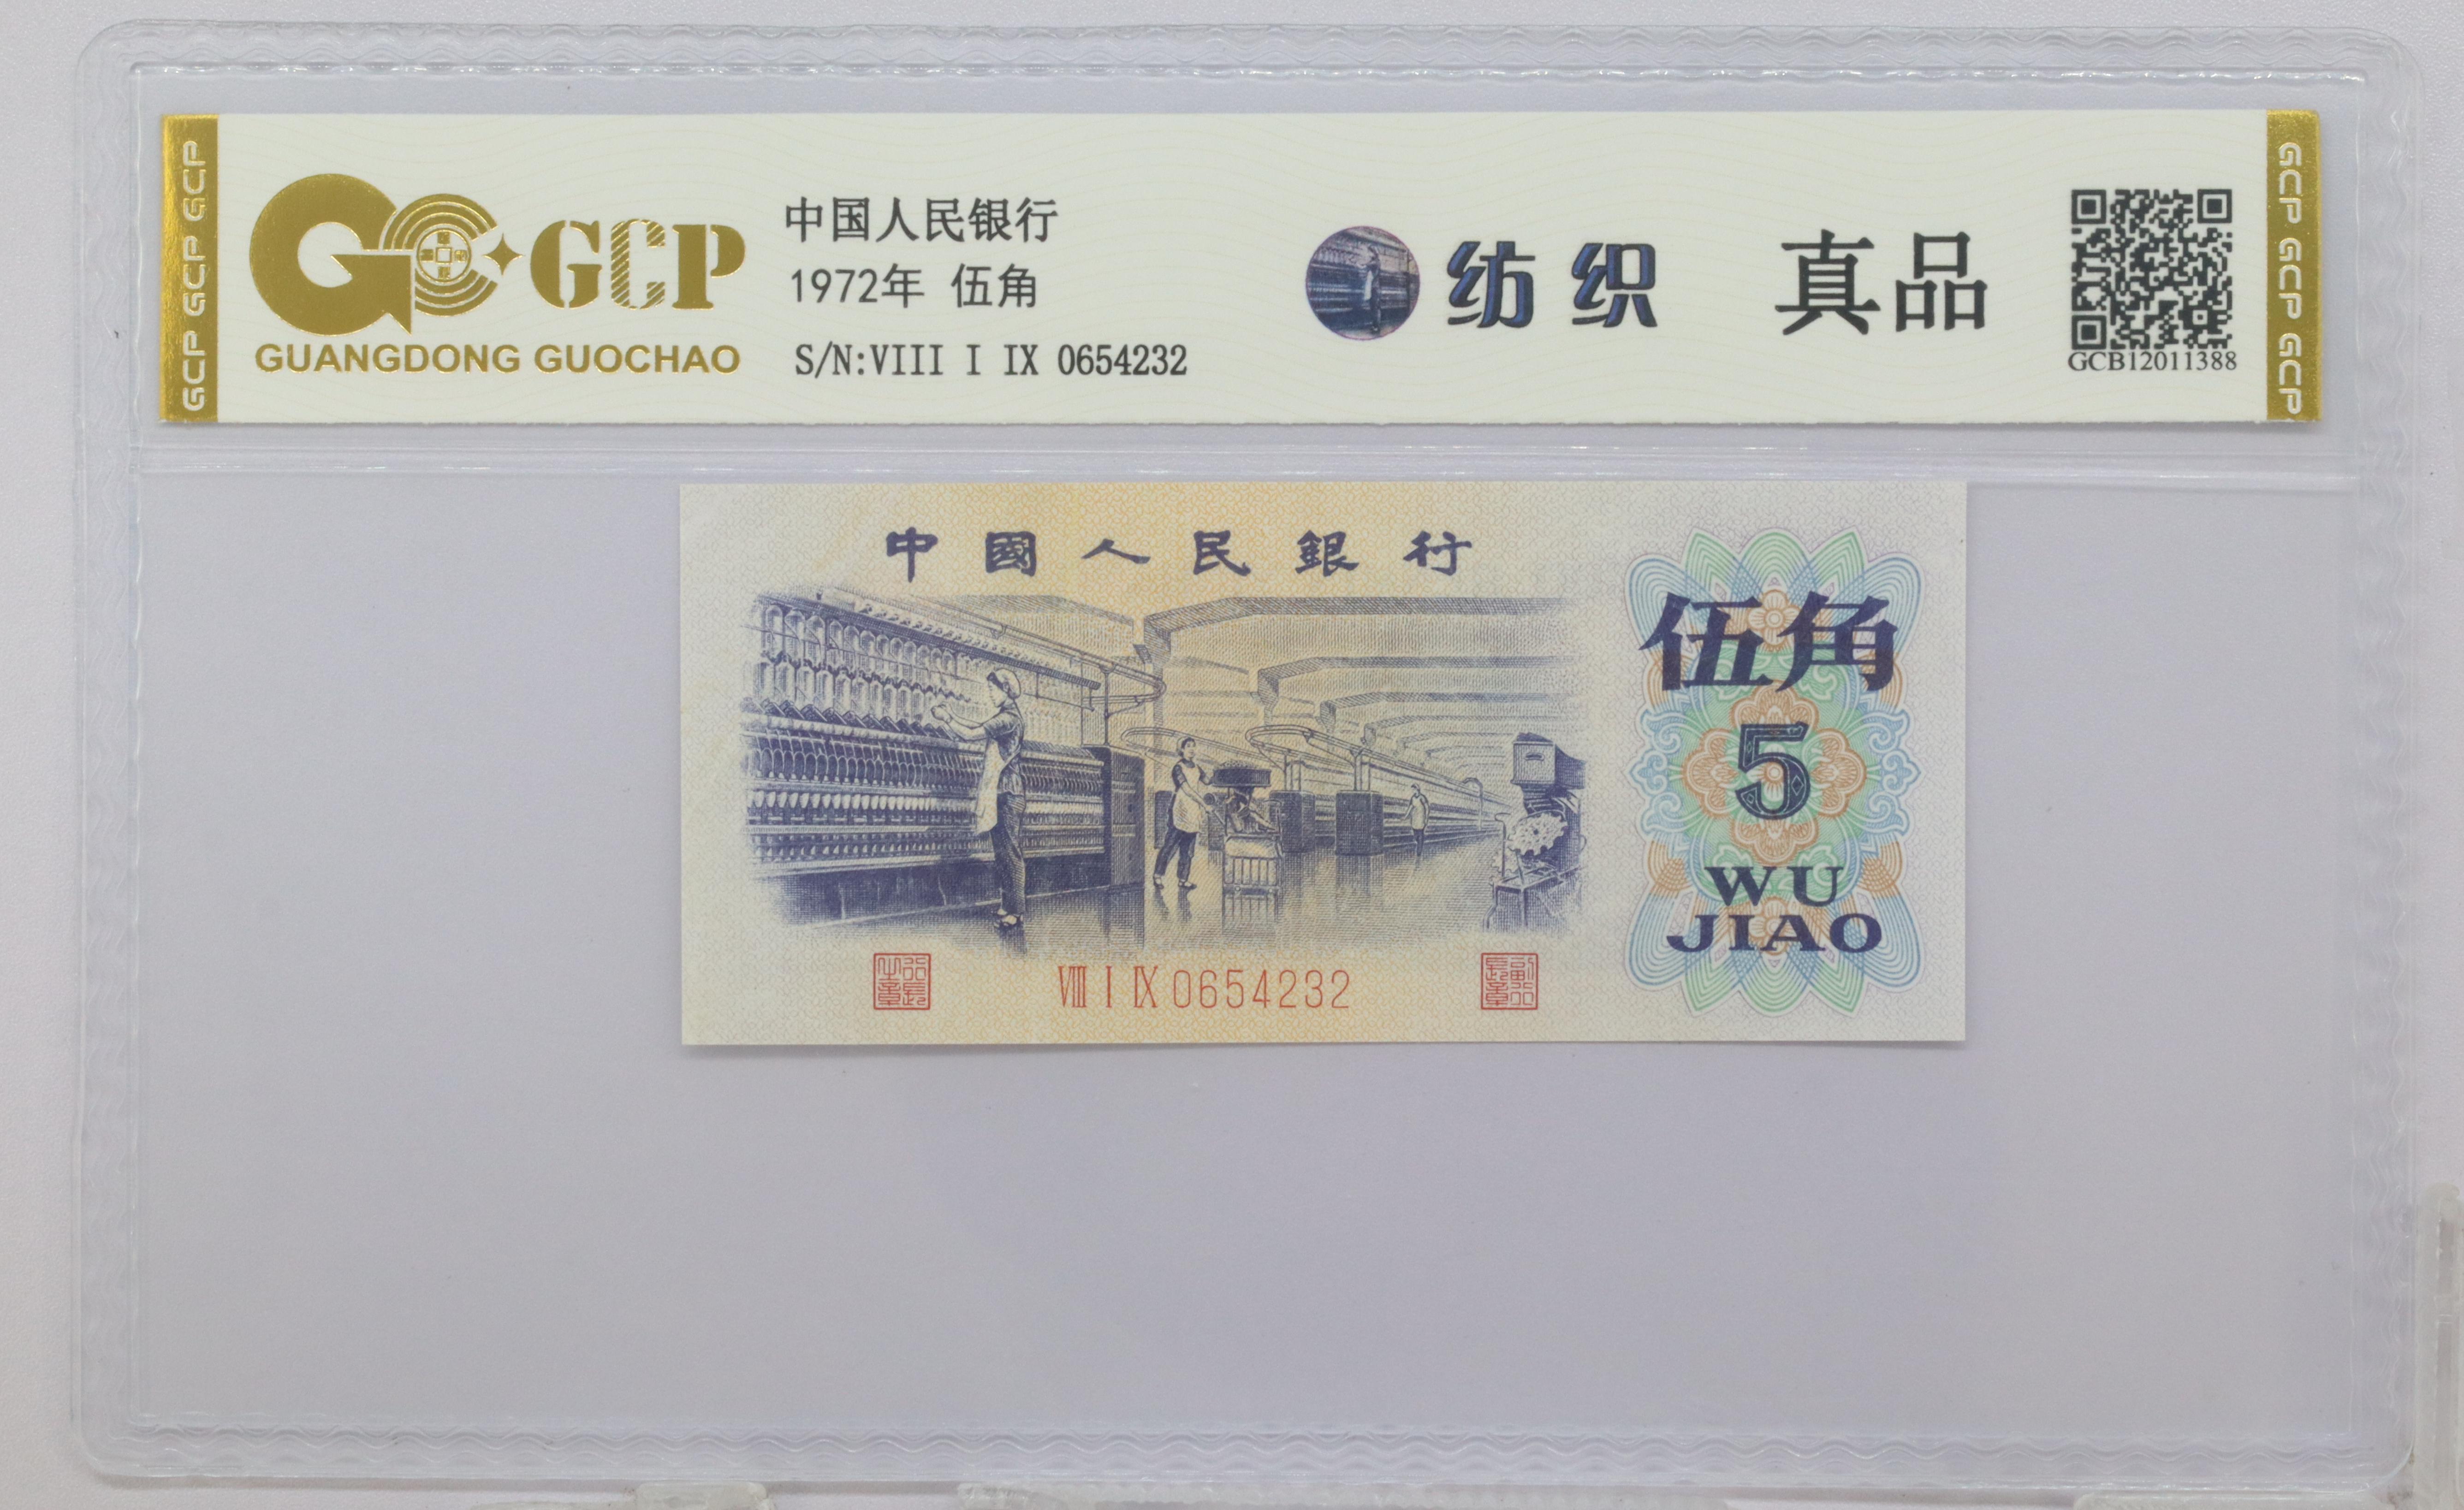 GCP GCP GCP
GCP
GUANGDONG GUOCHAO
中国人民银行
1972年 伍角
S/N:VIII I IX 0654232
纺织
真品
GCB12011388
GCP GCP GCP
中國人民銀行
伍角
5
WU
JIAO
VIII I IX 0654232